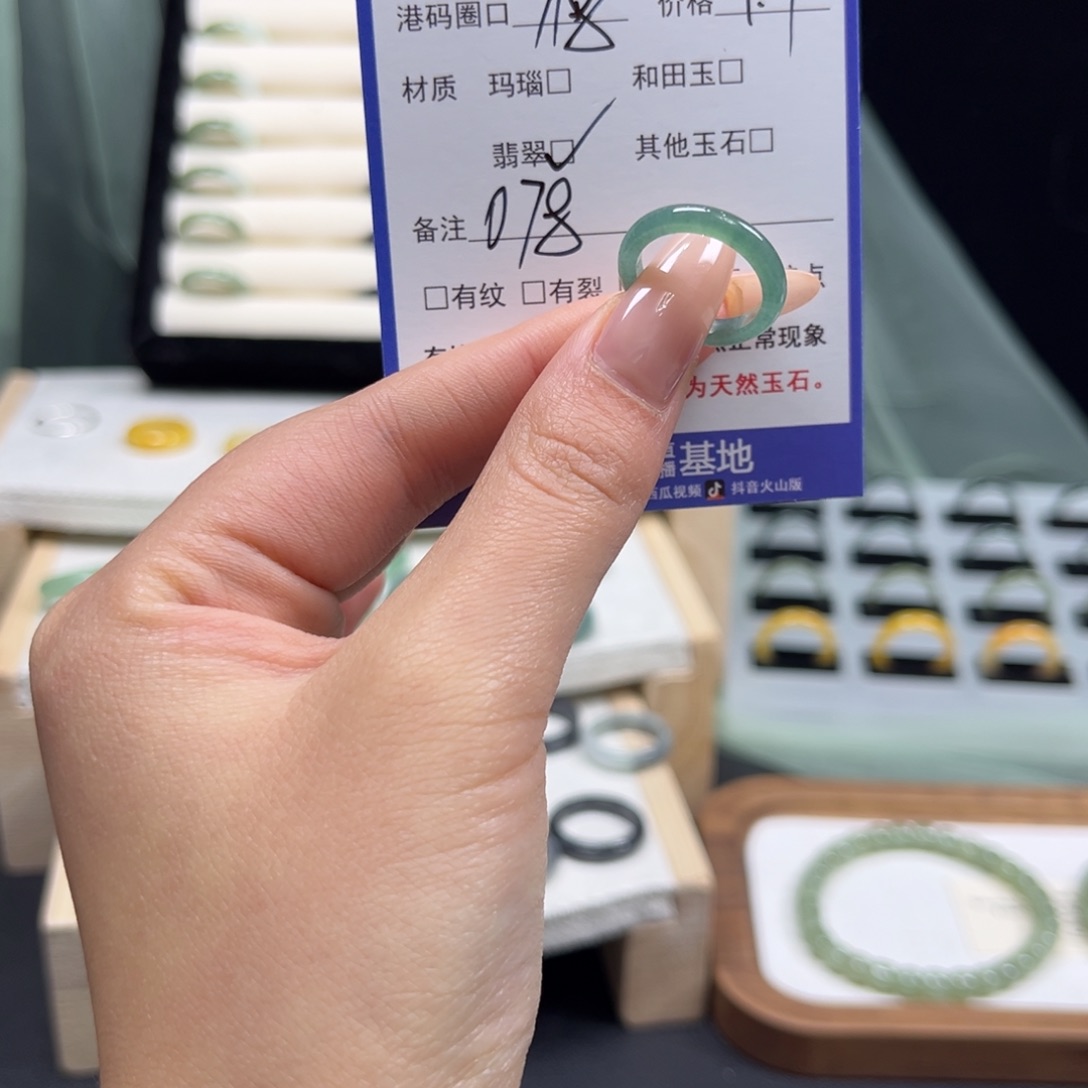 港码圈口 价格
材质 玛瑙□ 和田玉□
翡翠☑ 其他玉石□
备注 078
□有纹 □有裂 点
正常现象
为天然玉石。
基地
西瓜视频 抖音火山版